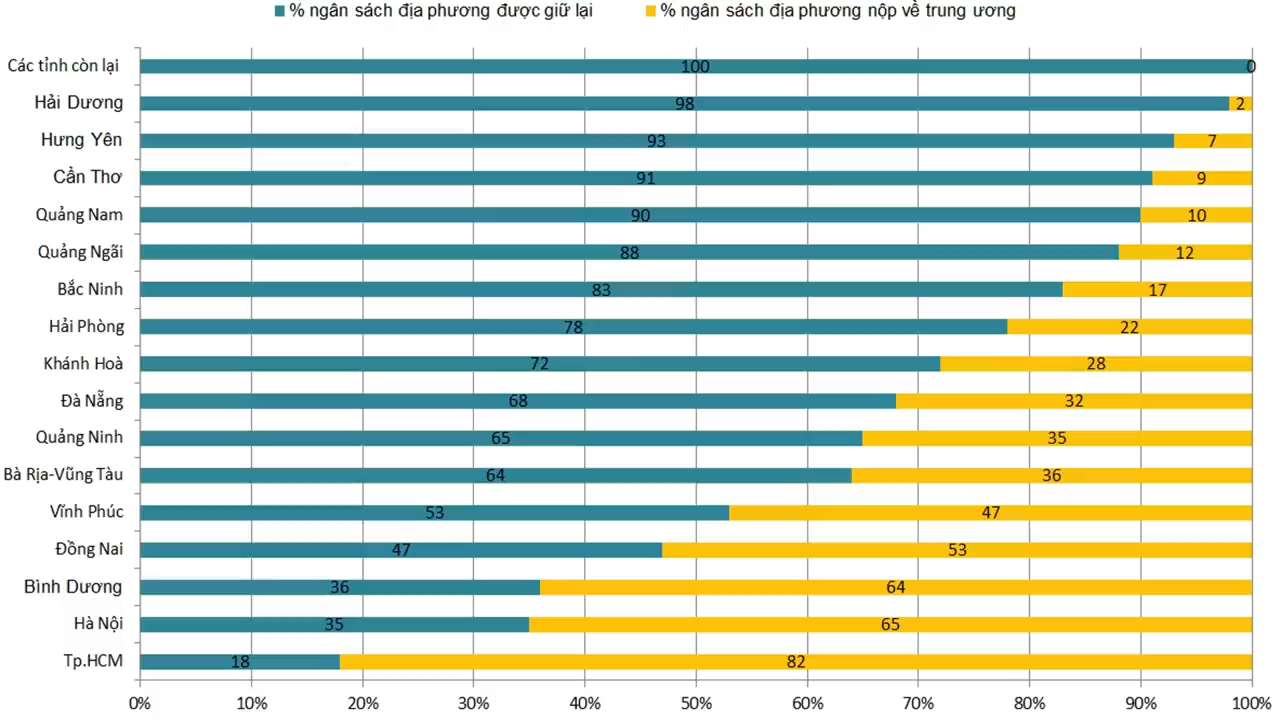 % ngân sách địa phương được giữ lại % ngân sách địa phương nộp về trung ương
Các tỉnh còn lại 100 0
Hải Dương 98 2
Hưng Yên 93 7
Cần Thơ 91 9
Quảng Nam 90 10
Quảng Ngãi 88 12
Bắc Ninh 83 17
Hải Phòng 78 22
Khánh Hoà 72 28
Đà Nẵng 68 32
Quảng Ninh 65 35
Bà Rịa-Vũng Tàu 64 36
Vĩnh Phúc 53 47
Đồng Nai 47 53
Bình Dương 36 64
Hà Nội 35 65
Tp.HCM 18 82
0% 10% 20% 30% 40% 50% 60% 70% 80% 90% 100%